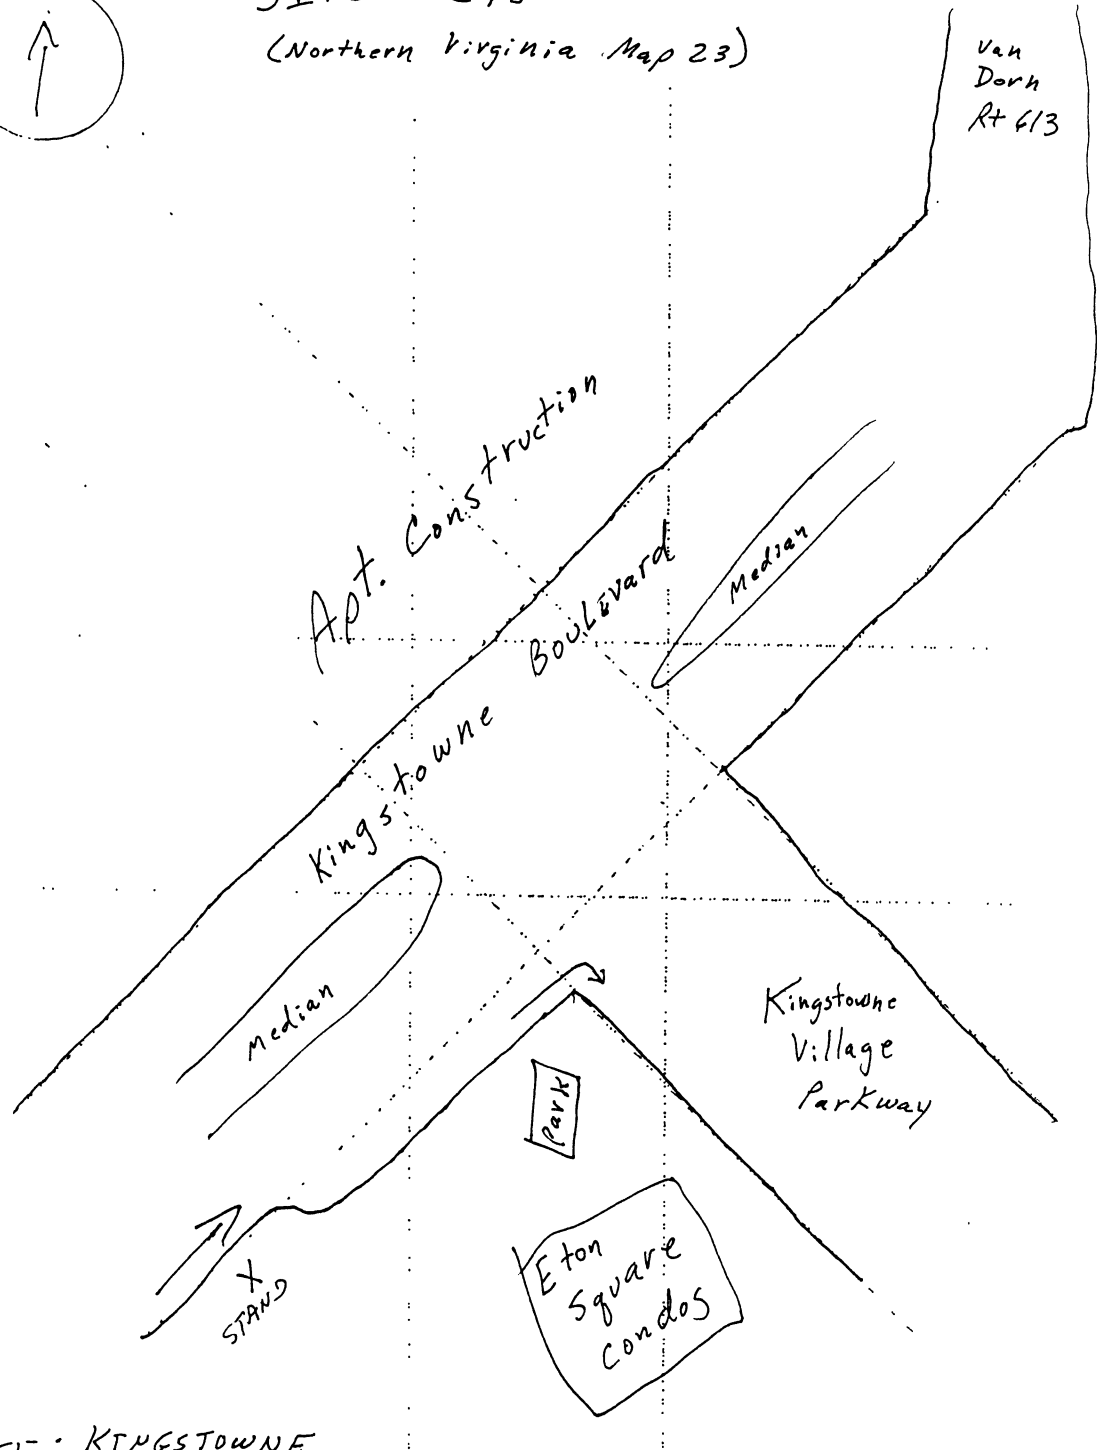 (Northern Virginia Map 23)
Van
Dorn
Rt 613
Apt. Construction
Kingstowne Boulevard
Median
Median
Kingstowne
Village
Parkway
Park
X
STAND
Eton
Square
Condos
KINGSTOWNE